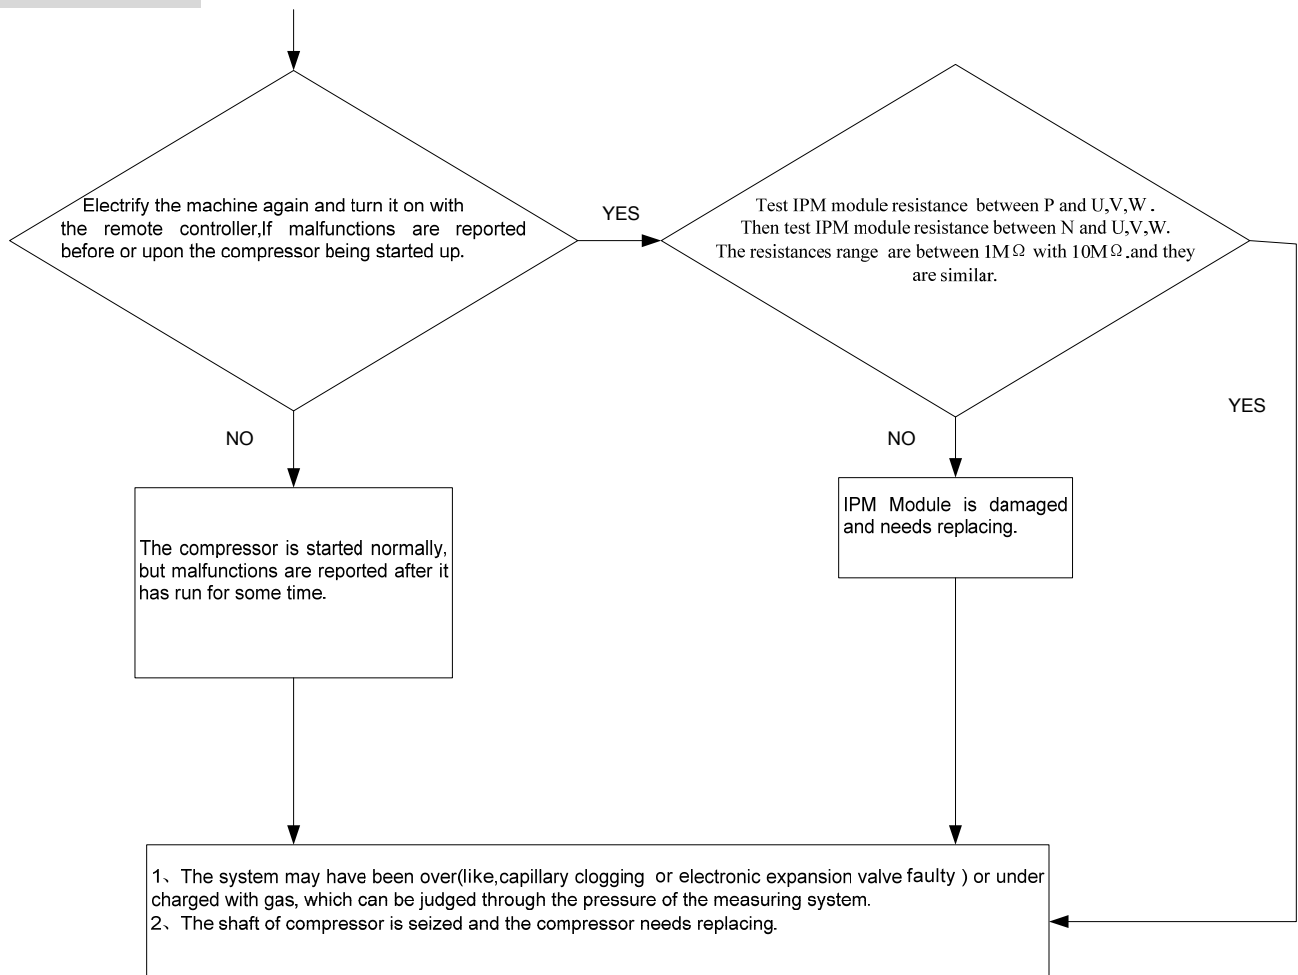 Electrify the machine again and turn it on with
the remote controller,If malfunctions are reported
before or upon the compressor being started up.
YES
Test IPM module resistance between P and U,V,W .
Then test IPM module resistance between N and U,V,W.
The resistances range are between 1MΩ with 10MΩ.and they
are similar.
YES
NO
NO
The compressor is started normally,
but malfunctions are reported after it
has run for some time.
IPM Module is damaged
and needs replacing.
1、The system may have been over(like,capillary clogging or electronic expansion valve faulty ) or under
charged with gas, which can be judged through the pressure of the measuring system.
2、The shaft of compressor is seized and the compressor needs replacing.